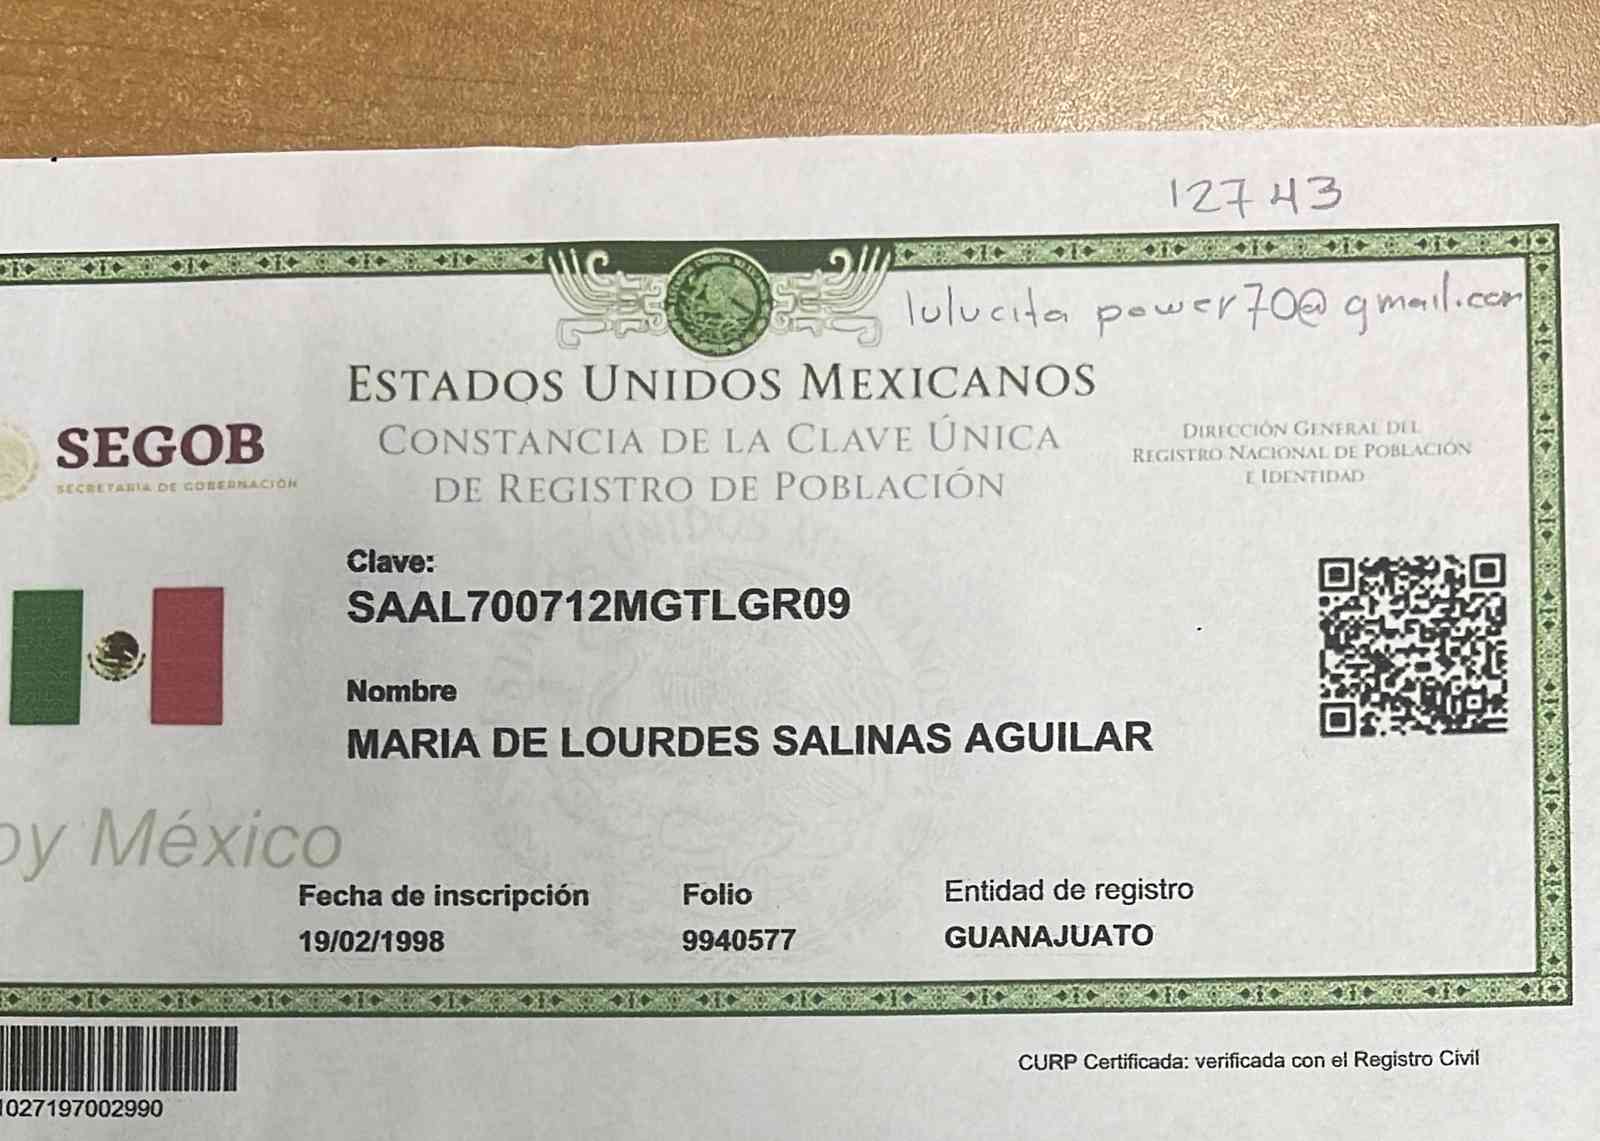 12743
lulucita power70@gmail.com
ESTADOS UNIDOS MEXICANOS
CONSTANCIA DE LA CLAVE ÚNICA
DE REGISTRO DE POBLACIÓN
SEGOB
SECRETARÍA DE GOBERNACIÓN
DIRECCIÓN GENERAL DEL
REGISTRO NACIONAL DE POBLACIÓN
E IDENTIDAD
Clave:
SAAL700712MGTLGR09
Nombre
MARIA DE LOURDES SALINAS AGUILAR
oy México
Fecha de inscripción
19/02/1998
Folio
9940577
Entidad de registro
GUANAJUATO
CURP Certificada: verificada con el Registro Civil
1027197002990